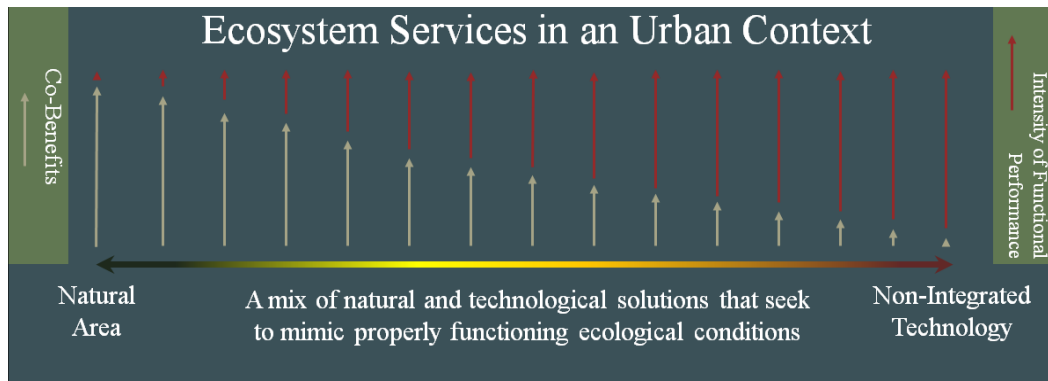 Ecosystem Services in an Urban Context
Co-Benefits
Intensity of Functional
Performance
Natural
Area
A mix of natural and technological solutions that seek
to mimic properly functioning ecological conditions
Non-Integrated
Technology